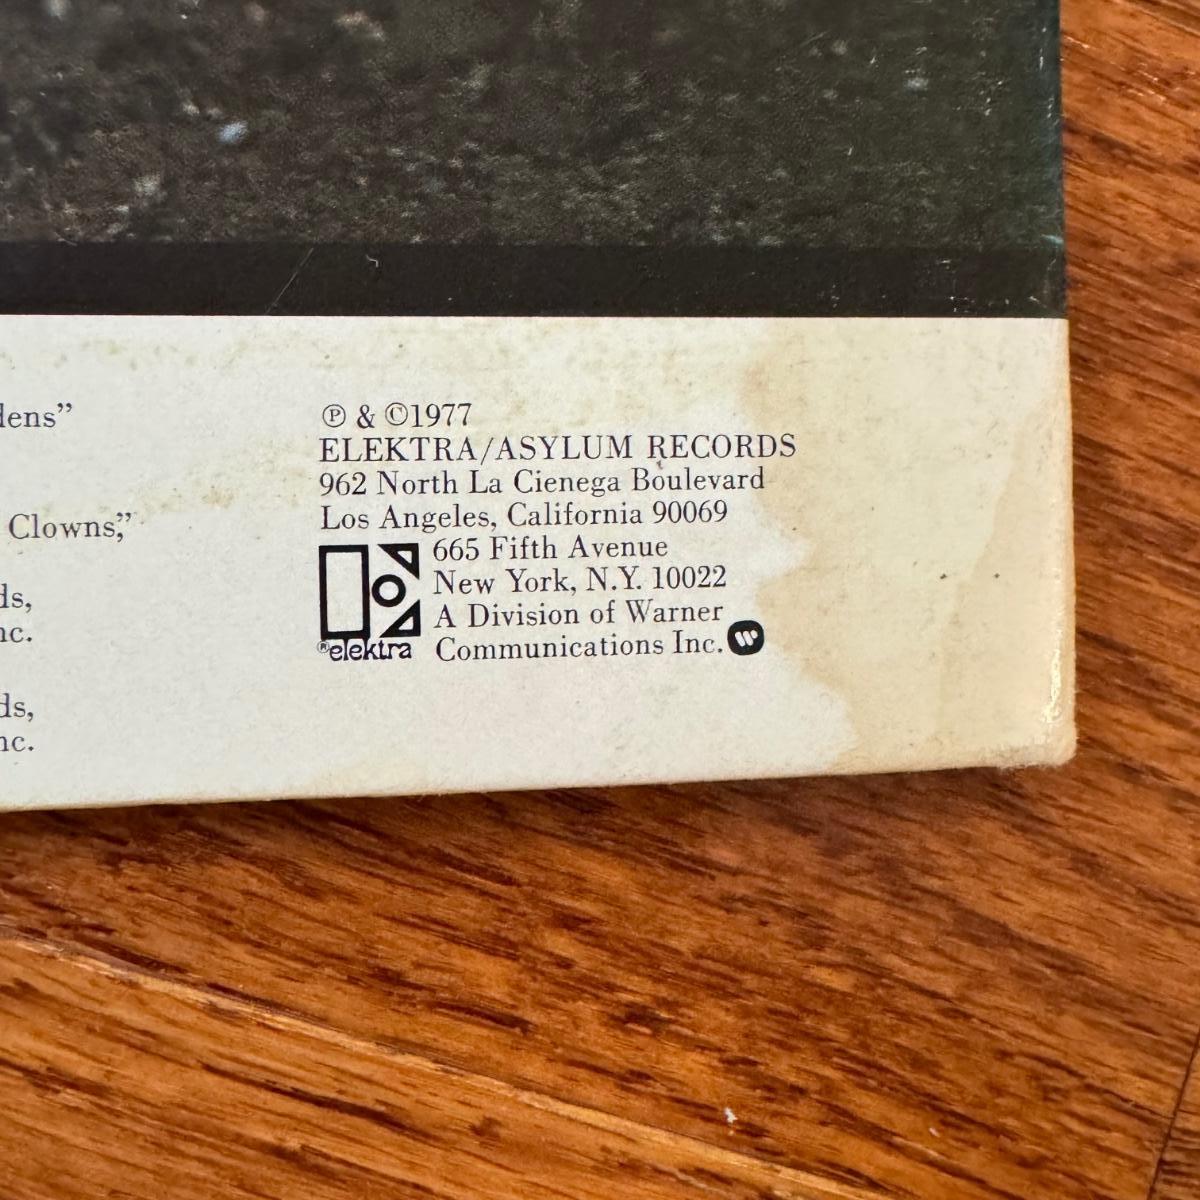 dens”
Clowns,”
ds,
nc.
ds,
nc.
Ⓟ & ©1977
ELEKTRA/ASYLUM RECORDS
962 North La Cienega Boulevard
Los Angeles, California 90069
665 Fifth Avenue
New York, N.Y. 10022
A Division of Warner
Communications Inc.
®elektra